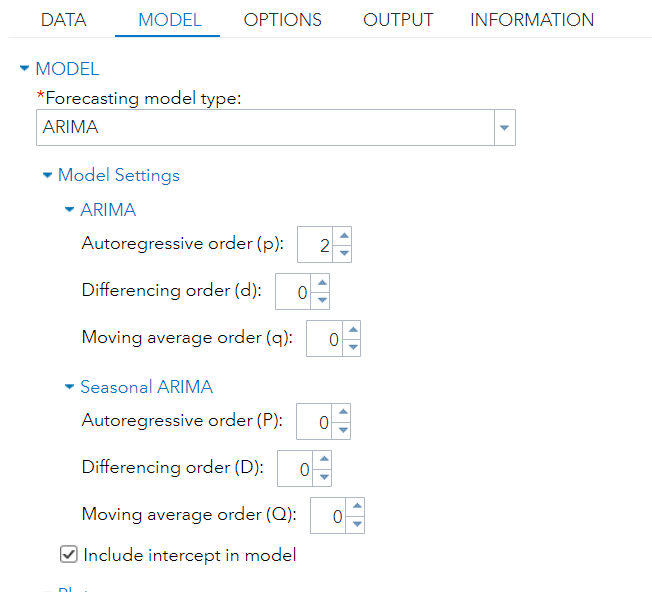 DATA MODEL OPTIONS OUTPUT INFORMATION
MODEL
*Forecasting model type:
ARIMA
Model Settings
ARIMA
Autoregressive order (p): 2
Differencing order (d): 0
Moving average order (q): 0
Seasonal ARIMA
Autoregressive order (P): 0
Differencing order (D): 0
Moving average order (Q): 0
Include intercept in model